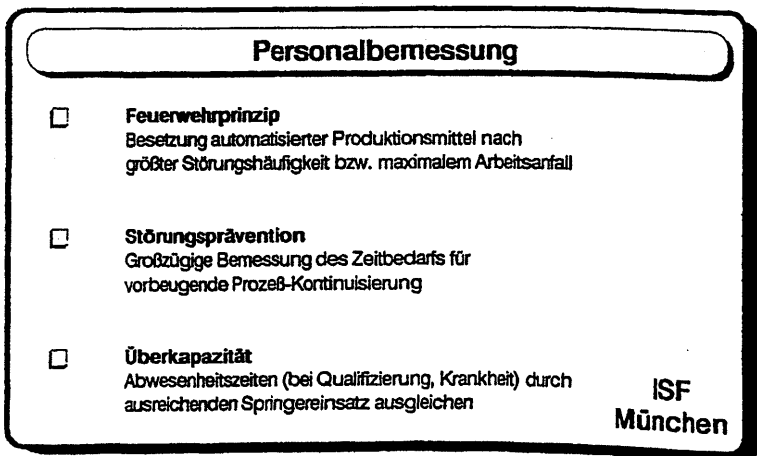 Personalbemessung
Feuerwehrprinzip
Besetzung automatisierter Produktionsmittel nach
größter Störungshäufigkeit bzw. maximalem Arbeitsanfall
Störungsprävention
Großzügige Bemessung des Zeitbedarfs für
vorbeugende Prozeß-Kontinuisierung
Überkapazität
Abwesenheitszeiten (bei Qualifizierung, Krankheit) durch
ausreichenden Springereinsatz ausgleichen
ISF
München